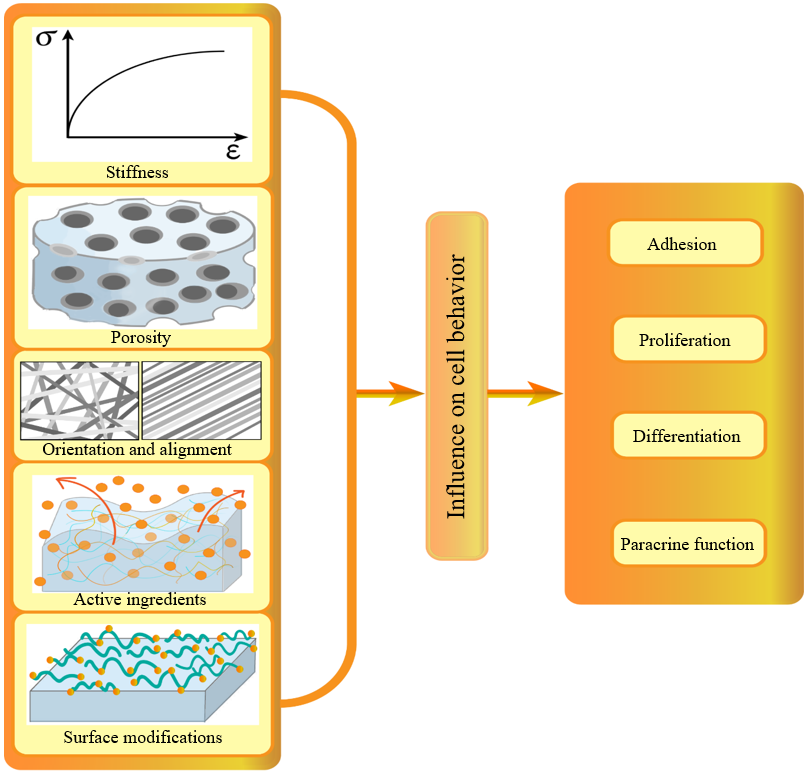 σ
ε
Stiffness
Porosity
Orientation and alignment
Active ingredients
Surface modifications
Influence on cell behavior
Adhesion
Proliferation
Differentiation
Paracrine function